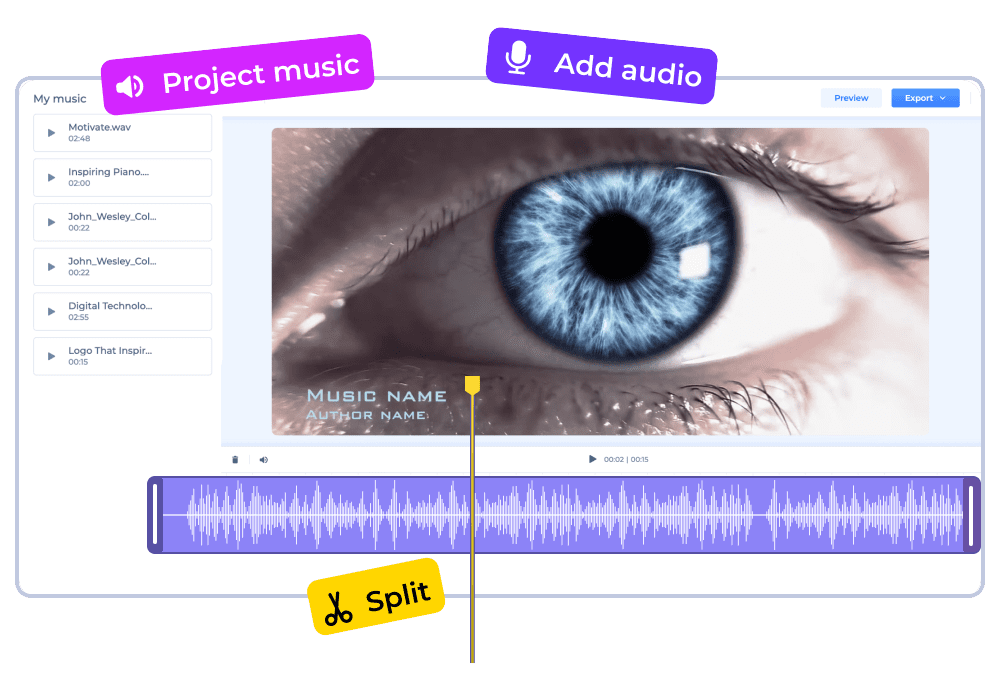 Project music
Add audio
My music
Preview
Export
Motivate.wav
02:48
Inspiring Piano....
02:00
John_Wesley_Col...
00:22
John_Wesley_Col...
00:22
Digital Technolo...
02:55
Logo That Inspir...
00:15
Music name
Author name
00:02 | 00:15
Split